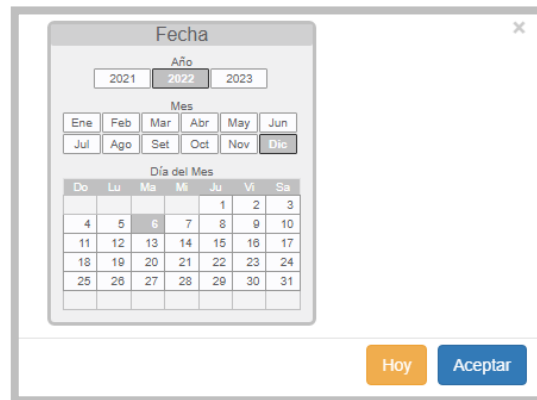 Fecha
×
Año
2021 2022 2023
Mes
Ene Feb Mar Abr May Jun
Jul Ago Set Oct Nov Dic
Día del Mes
Do Lu Ma Mi Ju Vi Sa
1 2 3
4 5 6 7 8 9 10
11 12 13 14 15 16 17
18 19 20 21 22 23 24
25 26 27 28 29 30 31
Hoy Aceptar